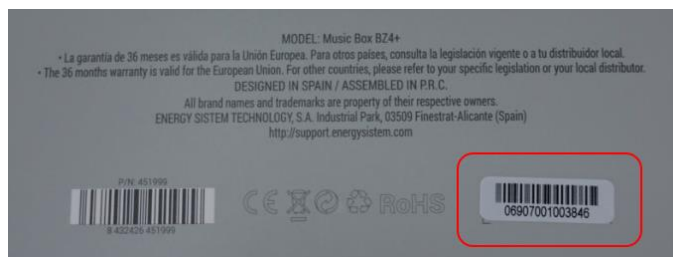 MODEL: Music Box BZ4+
• La garantía de 36 meses es válida para la Unión Europea. Para otros países, consulta la legislación vigente o a tu distribuidor local.
• The 36 months warranty is valid for the European Union. For other countries, please refer to your specific legislation or your local distributor.
DESIGNED IN SPAIN / ASSEMBLED IN P.R.C.
All brand names and trademarks are property of their respective owners.
ENERGY SISTEM TECHNOLOGY, S.A. Industrial Park, 03509 Finestrat-Alicante (Spain)
http://support.energysistem.com
P/N: 451999
8 432426 451999
CE RoHS
06907001003846